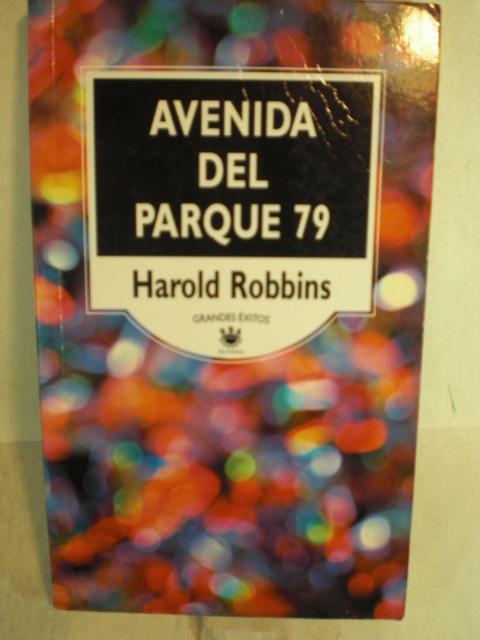 AVENIDA
DEL
PARQUE 79
Harold Robbins
GRANDES ÉXITOS